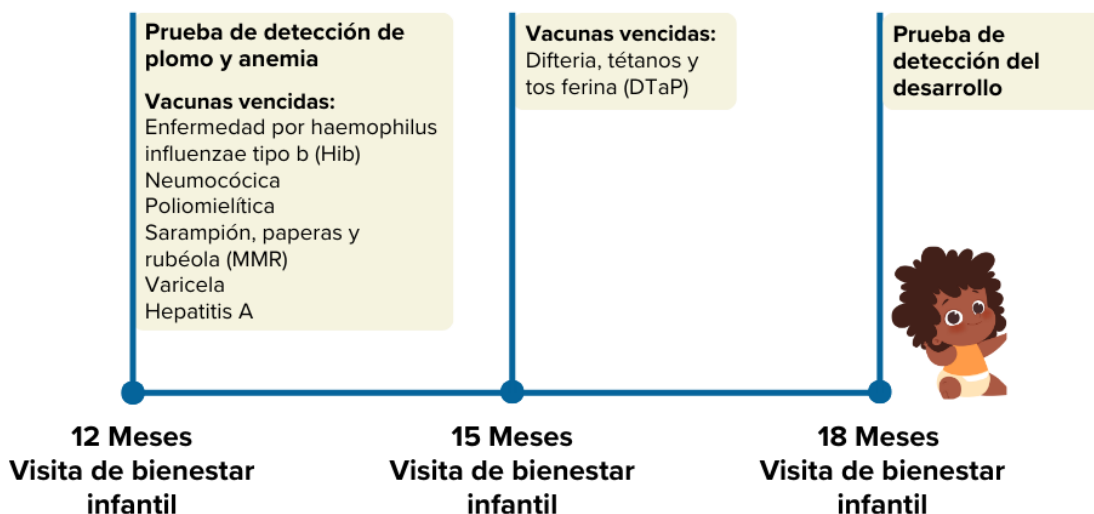 Prueba de detección de
plomo y anemia
Vacunas vencidas:
Enfermedad por haemophilus
influenzae tipo b (Hib)
Neumocócica
Poliomielítica
Sarampión, paperas y
rubéola (MMR)
Varicela
Hepatitis A
12 Meses
Visita de bienestar
infantil
Vacunas vencidas:
Difteria, tétanos y
tos ferina (DTaP)
15 Meses
Visita de bienestar
infantil
Prueba de
detección del
desarrollo
18 Meses
Visita de bienestar
infantil